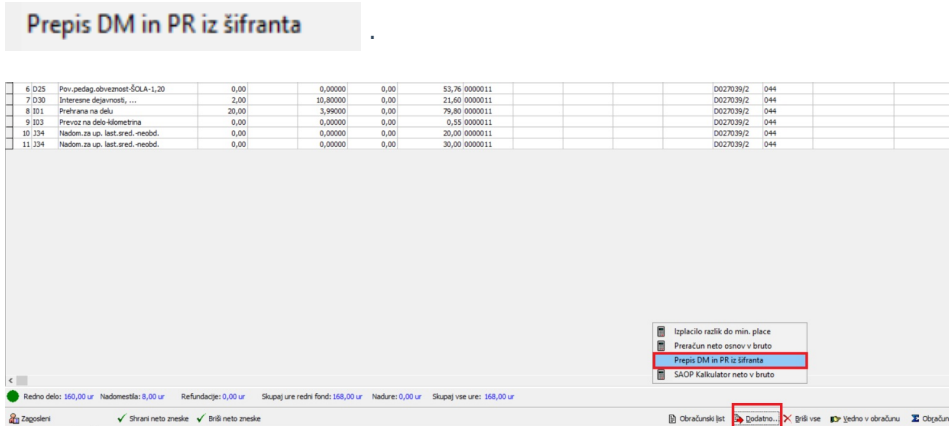 Prepis DM in PR iz šifranta .
6 D25 Pov.pedag.obveznost-ŠOLA-1,20 0,00 0,00000 0,00 53,76 0000011 D027039/2 044
7 D30 Interesne dejavnosti, ... 2,00 10,80000 0,00 21,60 0000011 D027039/2 044
8 I01 Prehrana na delu 20,00 3,99000 0,00 79,80 0000011 D027039/2 044
9 I03 Prevoz na delo-kilometrina 0,00 0,00000 0,00 0,55 0000011 D027039/2 044
10 J34 Nadom.za up. last.sred.-neobd. 0,00 0,00000 0,00 20,00 0000011 D027039/2 044
11 J34 Nadom.za up. last.sred.-neobd. 0,00 0,00000 0,00 30,00 0000011 D027039/2 044
Izplacilo razlik do min. place
Preračun neto osnov v bruto
Prepis DM in PR iz šifranta
SAOP Kalkulator neto v bruto
Redno delo: 160,00 ur Nadomestila: 8,00 ur Refundacije: 0,00 ur Skupaj ure redni fond: 168,00 ur Nadure: 0,00 ur Skupaj vse ure: 168,00 ur
Zaposleni Shrani neto zneske Briši neto zneske Obračunski list Dodatno... Briši vse Vedno v obračunu Obračun